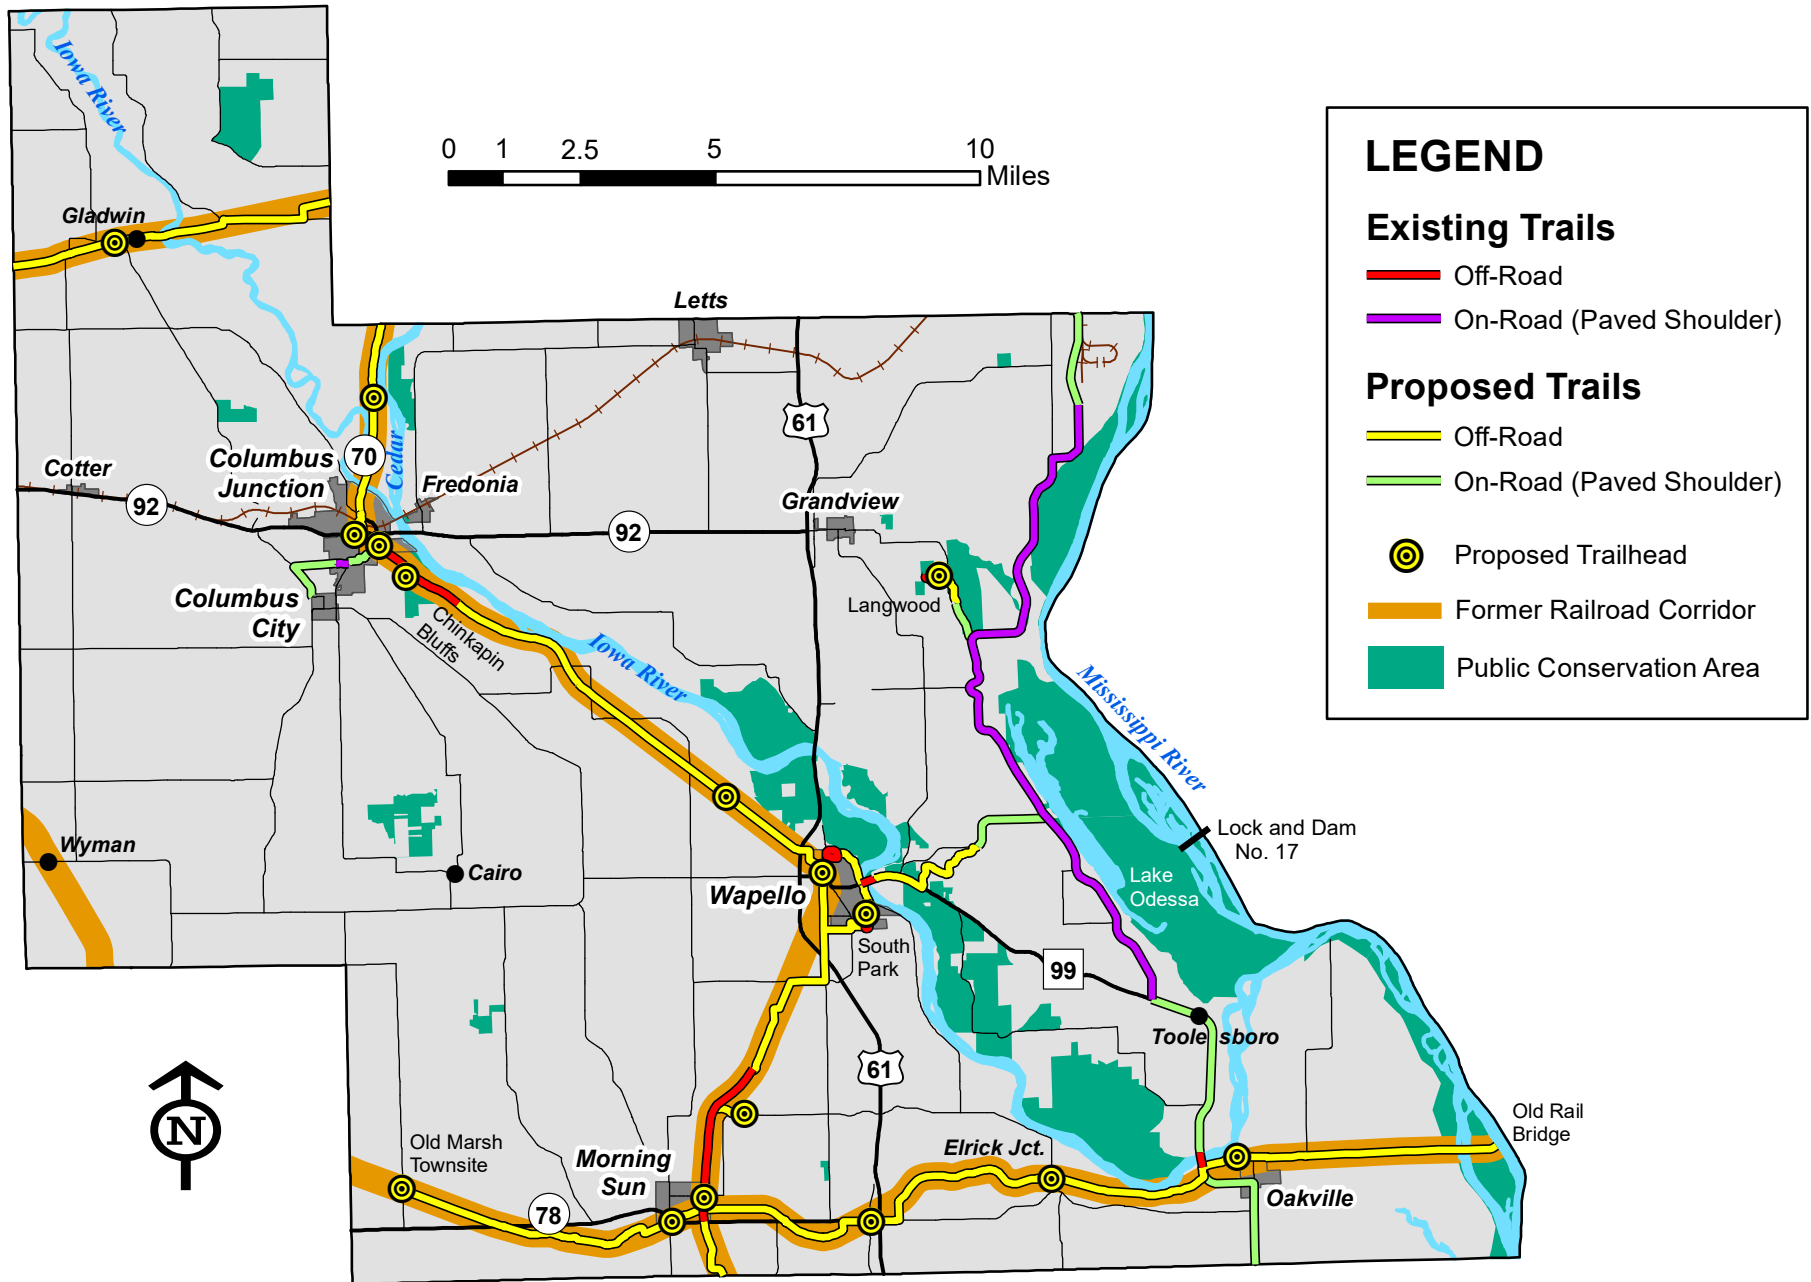 Iowa River
Gladwin
0 1 2.5 5 10
Miles
Letts
61
70
Cedar
Columbus
Junction
Cotter
92
Fredonia
92
Grandview
Langwood
Columbus
City
Chinkapin
Bluffs
Iowa River
Mississippi River
Wyman
Cairo
Lock and Dam
No. 17
Lake
Odessa
Wapello
South
Park
99
Toolesboro
61
N
Old Marsh
Townsite
Morning
Sun
78
Elrick Jct.
Oakville
Old Rail
Bridge
LEGEND
Existing Trails
Off-Road
On-Road (Paved Shoulder)
Proposed Trails
Off-Road
On-Road (Paved Shoulder)
Proposed Trailhead
Former Railroad Corridor
Public Conservation Area